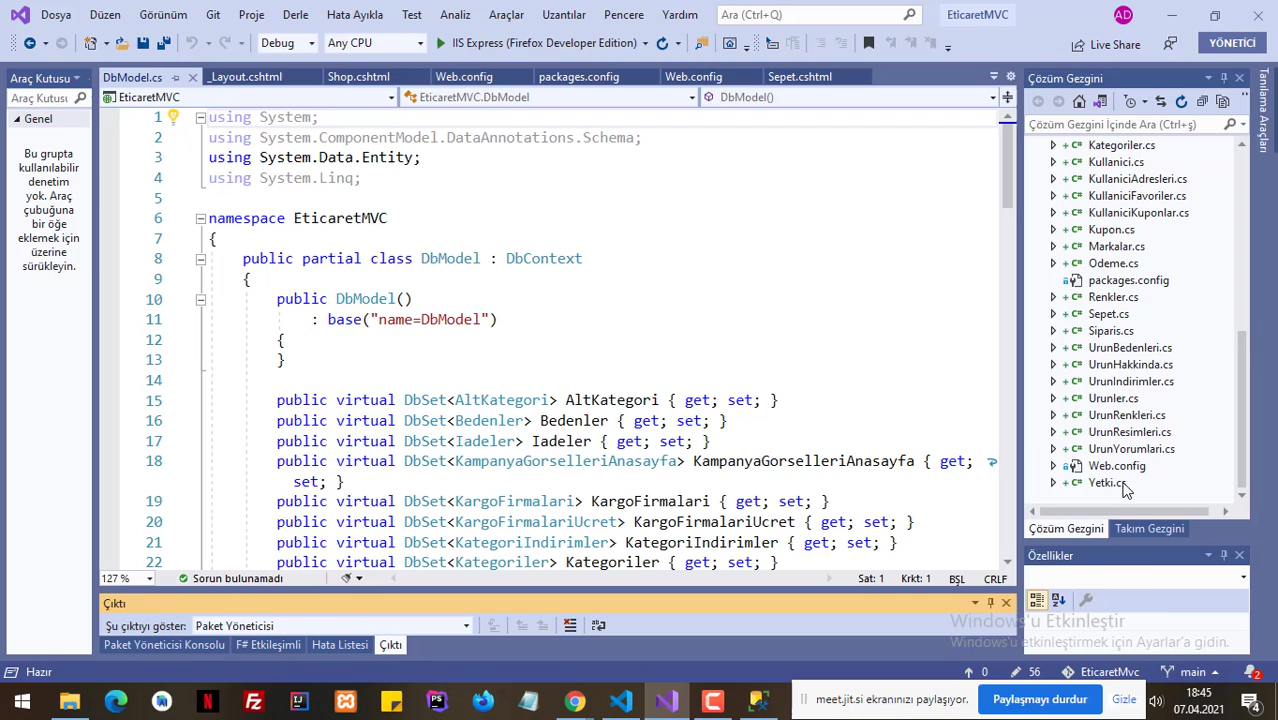 Dosya Düzen Görünüm Git Proje Derle Hata Ayıkla Test Analiz Araçlar Uzantılar Pencere Yardım Ara (Ctrl+Q) EticaretMVC AD
Debug Any CPU IIS Express (Firefox Developer Edition) Live Share YÖNETİCİ
Araç Kutusu
Araç Kutusu
Genel
Bu grupta
kullanılabilir
denetim
yok. Araç
çubuğuna
bir öğe
eklemek için
üzerine
sürükleyin.
DbModel.cs _Layout.cshtml Shop.cshtml Web.config packages.config Web.config Sepet.cshtml
EticaretMVC EticaretMVC.DbModel DbModel()
1 using System;
2 using System.ComponentModel.DataAnnotations.Schema;
3 using System.Data.Entity;
4 using System.Linq;
5
6 namespace EticaretMVC
7 {
8 public partial class DbModel : DbContext
9 {
10 public DbModel()
11 : base("name=DbModel")
12 {
13 }
14
15 public virtual DbSet<AltKategori> AltKategori { get; set; }
16 public virtual DbSet<Bedenler> Bedenler { get; set; }
17 public virtual DbSet<Iadeler> Iadeler { get; set; }
18 public virtual DbSet<KampanyaGorselleriAnasayfa> KampanyaGorselleriAnasayfa { get;
set; }
19 public virtual DbSet<KargoFirmalari> KargoFirmalari { get; set; }
20 public virtual DbSet<KargoFirmalariUcret> KargoFirmalariUcret { get; set; }
21 public virtual DbSet<KategoriIndirimler> KategoriIndirimler { get; set; }
22 public virtual DbSet<Kategoriler> Kategoriler { get; set; }
127 % Sorun bulunamadı Sat: 1 Krkt: 1 BŞL CRLF
Çıktı
Şu çıktıyı göster: Paket Yöneticisi
Paket Yöneticisi Konsolu F# Etkileşimli Hata Listesi Çıktı
Çözüm Gezgini
Çözüm Gezgini İçinde Ara (Ctrl+ş)
Kategoriler.cs
Kullanici.cs
KullaniciAdresleri.cs
KullaniciFavoriler.cs
KullaniciKuponlar.cs
Kupon.cs
Markalar.cs
Odeme.cs
packages.config
Renkler.cs
Sepet.cs
Siparis.cs
UrunBedenleri.cs
UrunHakkinda.cs
UrunIndirimler.cs
Urunler.cs
UrunRenkleri.cs
UrunResimleri.cs
UrunYorumlari.cs
Web.config
Yetki.cs
Çözüm Gezgini Takım Gezgini
Özellikler
Tanılama Araçları
Windows'u Etkinleştir
Windows'u etkinleştirmek için Ayarlar'a gidin.
Hazır 0 56 EticaretMvc main 2
meet.jit.si ekranınızı paylaşıyor. Paylaşmayı durdur Gizle
18:45
07.04.2021
4